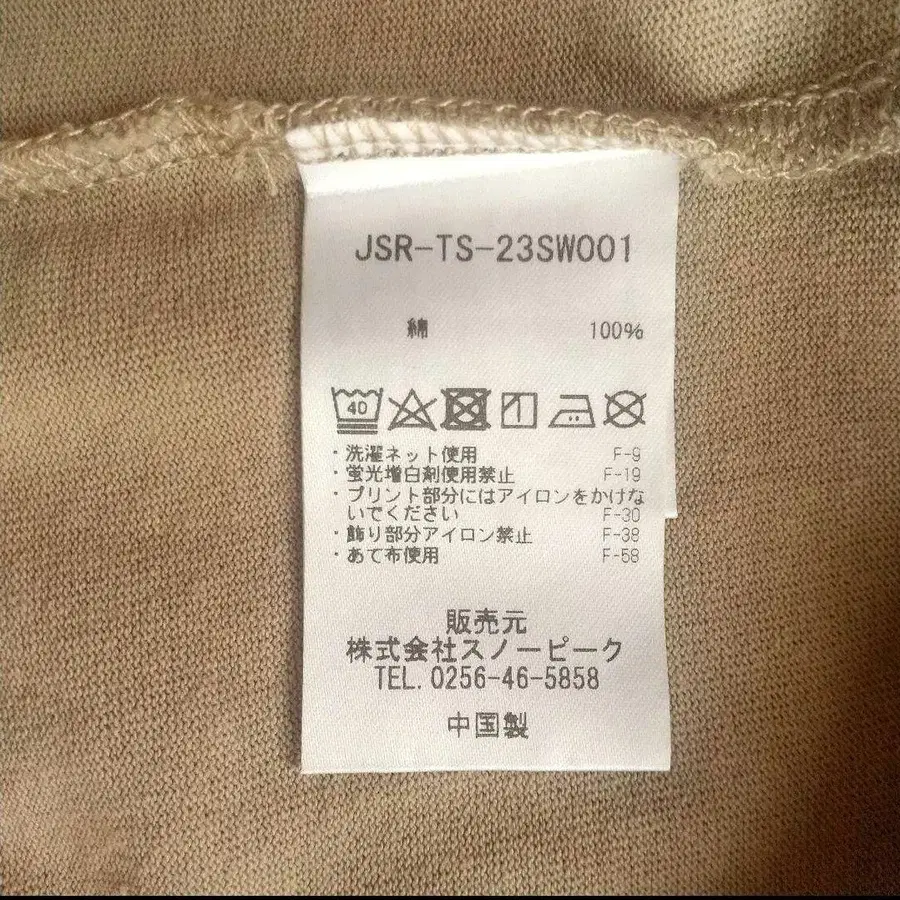 JSR-TS-23SW001
綿 100%
40
・洗濯ネット使用 F-9
・蛍光増白剤使用禁止 F-19
・プリント部分にはアイロンをかけな
いでください F-30
・飾り部分アイロン禁止 F-38
・あて布使用 F-58
販売元
株式会社スノーピーク
TEL. 0256-46-5858
中国製